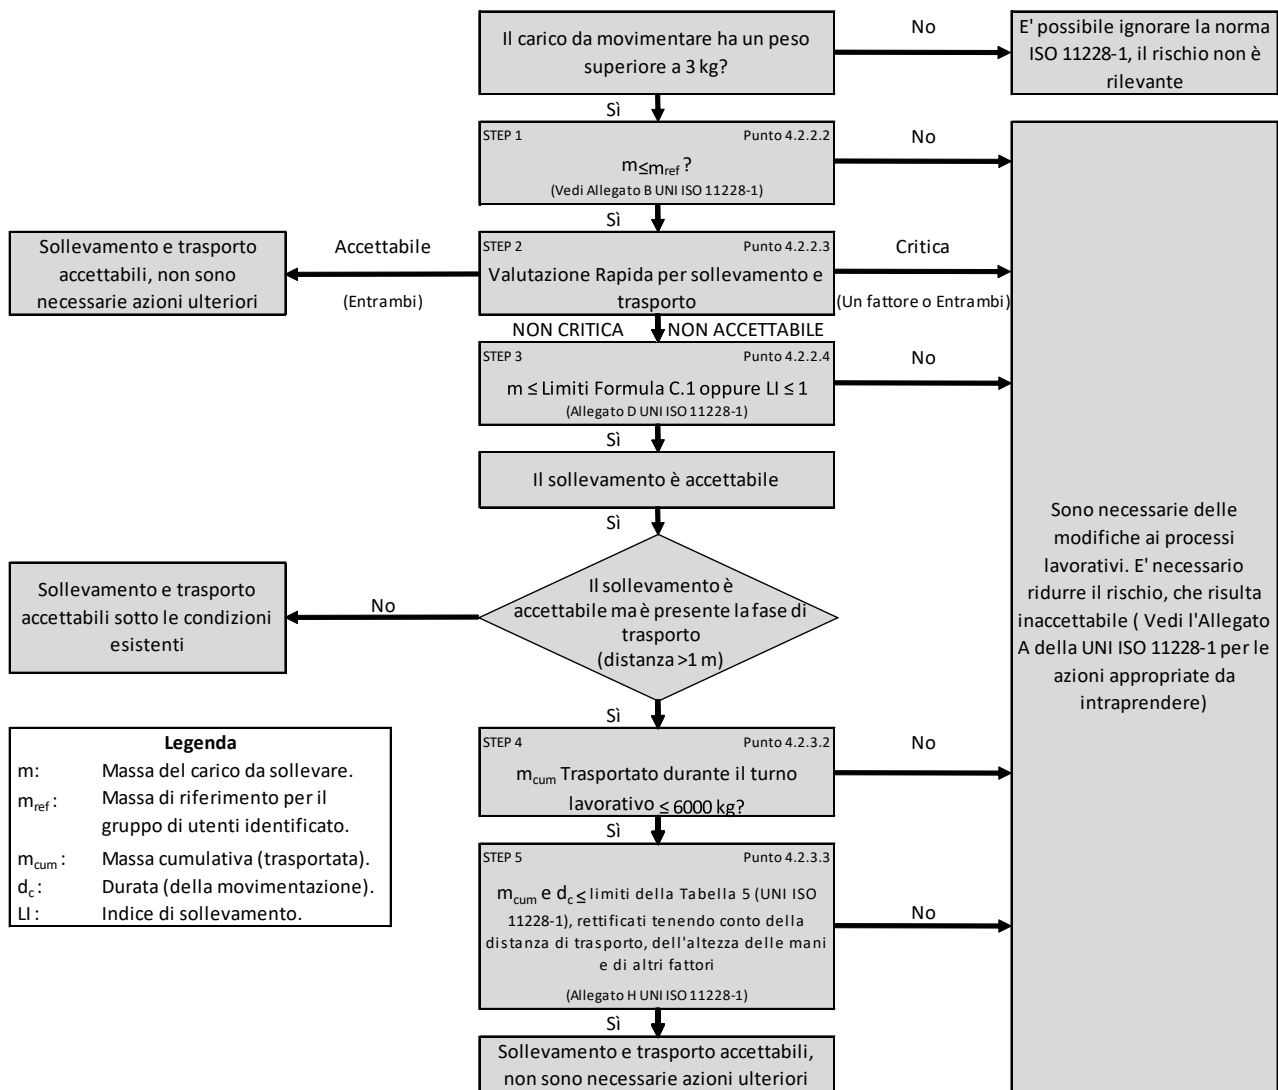 Il carico da movimentare ha un peso
superiore a 3 kg?
No
E' possibile ignorare la norma
ISO 11228-1, il rischio non è
rilevante
Sì
STEP 1 Punto 4.2.2.2
m≤mref ?
(Vedi Allegato B UNI ISO 11228-1)
No
Sì
Sollevamento e trasporto
accettabili, non sono
necessarie azioni ulteriori
Accettabile
(Entrambi)
STEP 2 Punto 4.2.2.3
Valutazione Rapida per sollevamento e
trasporto
Critica
(Un fattore o Entrambi)
NON CRITICA NON ACCETTABILE
STEP 3 Punto 4.2.2.4
m ≤ Limiti Formula C.1 oppure LI ≤ 1
(Allegato D UNI ISO 11228-1)
No
Sì
Il sollevamento è accettabile
Sì
Il sollevamento è
accettabile ma è presente la fase di
trasporto
(distanza >1 m)
No
Sollevamento e trasporto
accettabili sotto le condizioni
esistenti
Sono necessarie delle
modifiche ai processi
lavorativi. E' necessario
ridurre il rischio, che risulta
inaccettabile ( Vedi l'Allegato
A della UNI ISO 11228-1 per le
azioni appropriate da
intraprendere)
Sì
STEP 4 Punto 4.2.3.2
mcum Trasportato durante il turno
lavorativo ≤ 6000 kg?
No
Sì
STEP 5 Punto 4.2.3.3
mcum e dc ≤ limiti della Tabella 5 (UNI ISO
11228-1), rettificati tenendo conto della
distanza di trasporto, dell'altezza delle mani
e di altri fattori
(Allegato H UNI ISO 11228-1)
No
Sì
Sollevamento e trasporto accettabili,
non sono necessarie azioni ulteriori
Legenda
m: Massa del carico da sollevare.
mref : Massa di riferimento per il
gruppo di utenti identificato.
mcum : Massa cumulativa (trasportata).
dc : Durata (della movimentazione).
LI : Indice di sollevamento.